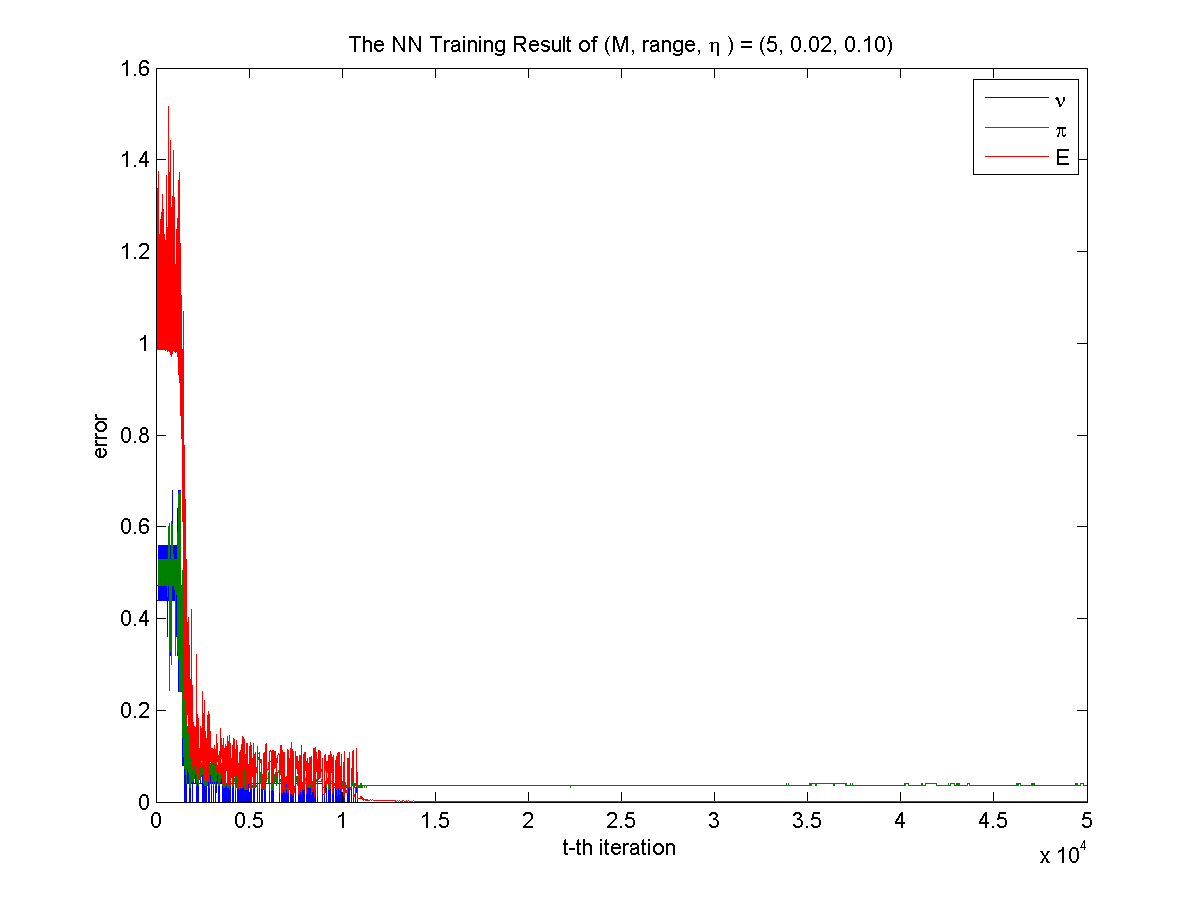 The NN Training Result of (M, range, η ) = (5, 0.02, 0.10)
ν
π
E
1.6
1.4
1.2
1
0.8
0.6
0.4
0.2
0
error
0 0.5 1 1.5 2 2.5 3 3.5 4 4.5 5
t-th iteration
x 10^4